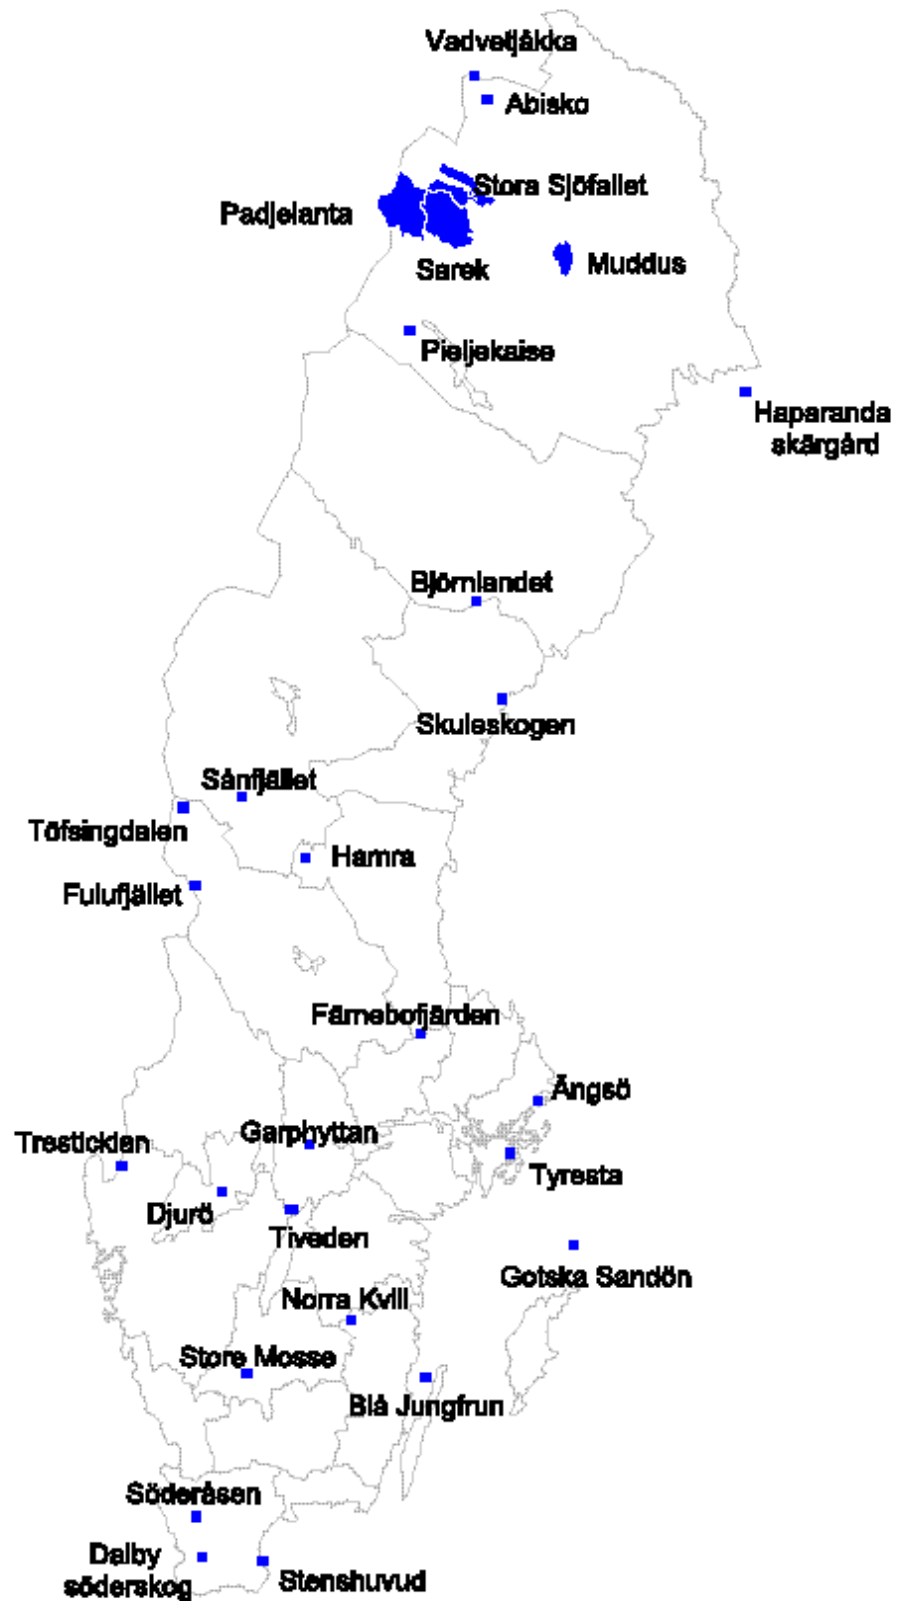 Vadvetjåkka
Abisko
Stora Sjöfallet
Padjelanta
Sarek
Muddus
Pieljekaise
Haparanda
skärgård
Björnlandet
Skuleskogen
Sånfjället
Töfsingdalen
Hamra
Fulufjället
Färnebofjärden
Ängsö
Garphyttan
Tresticklan
Tyresta
Djurö
Tiveden
Gotska Sandön
Norra Kvill
Store Mosse
Blå Jungfrun
Söderåsen
Dalby
söderskog
Stenshuvud